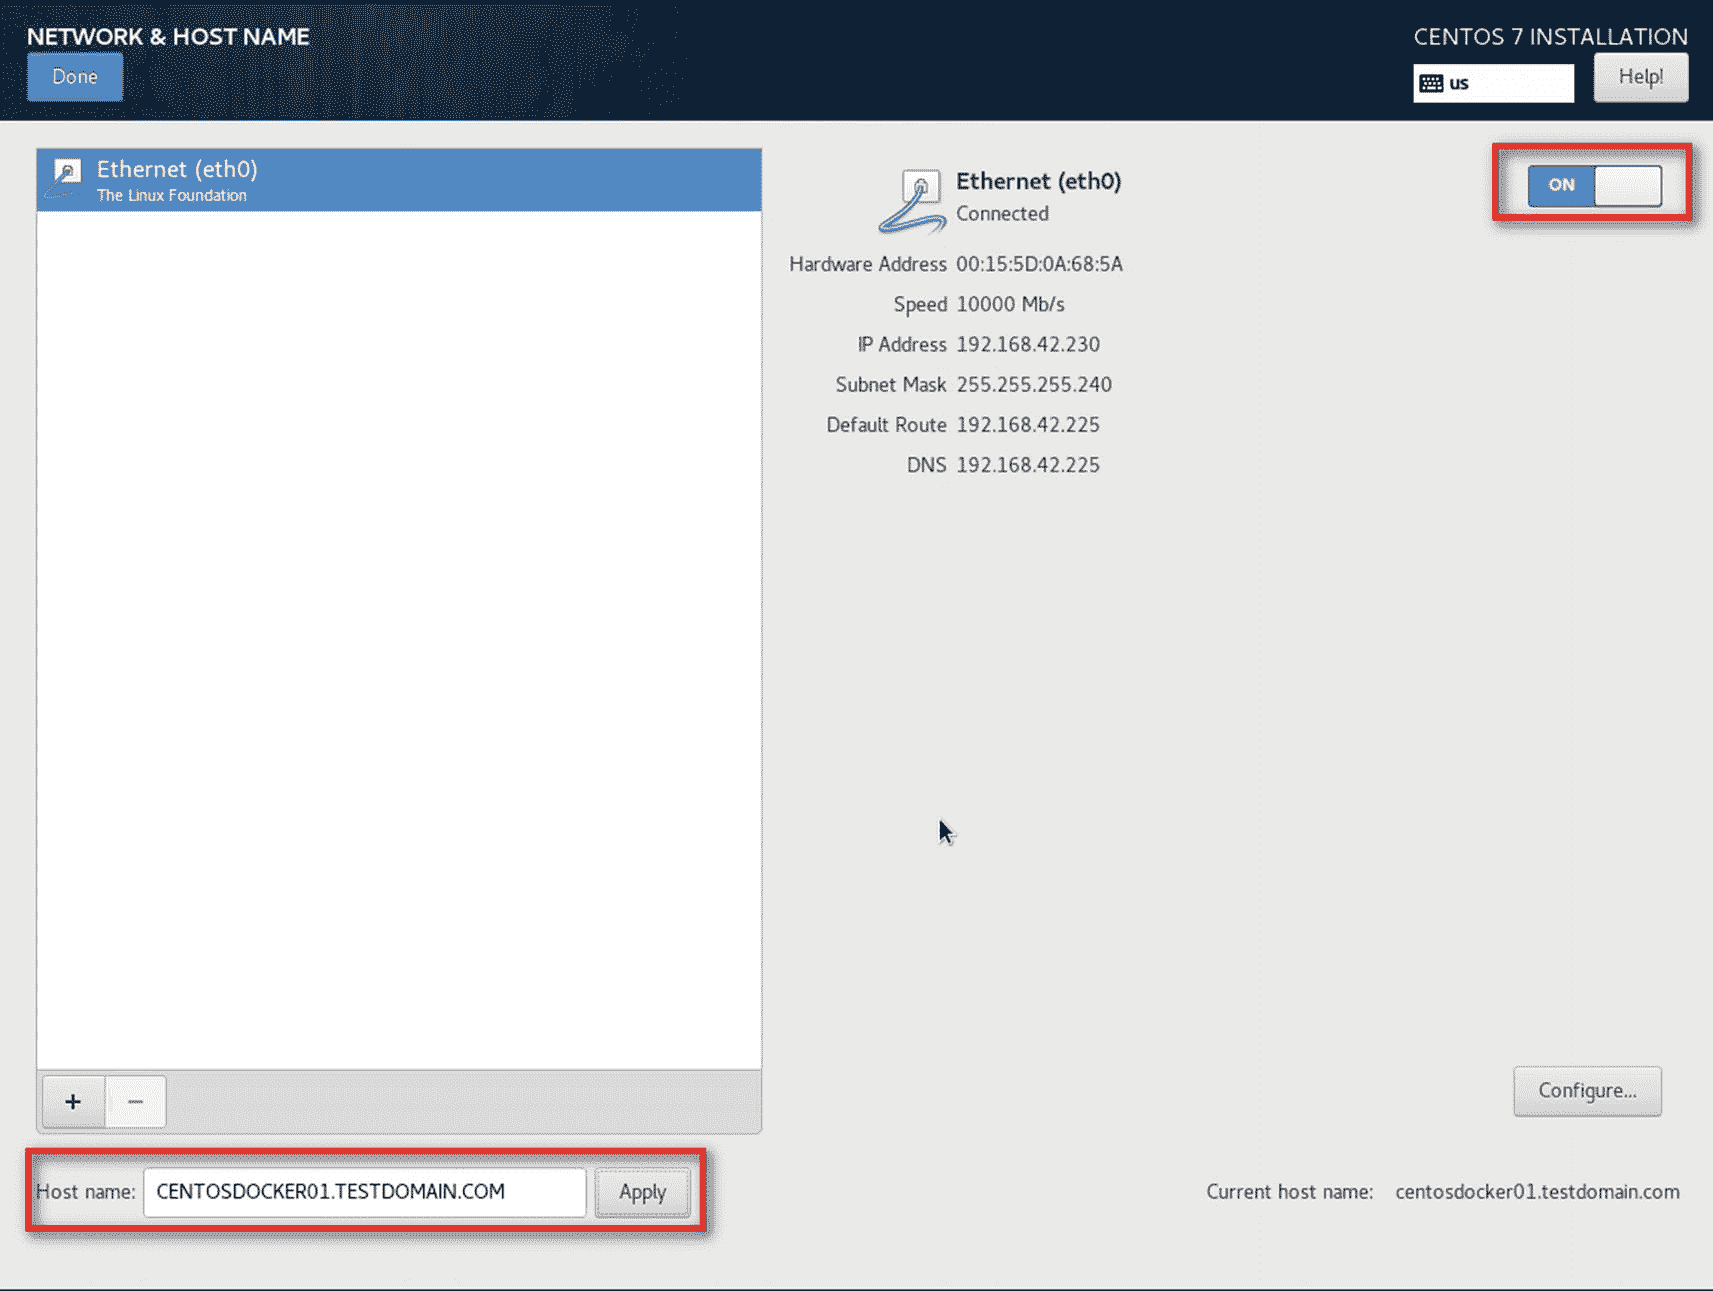 NETWORK & HOST NAME
CENTOS 7 INSTALLATION
Done
us
Help!
Ethernet (eth0)
The Linux Foundation
Ethernet (eth0)
Connected
ON
Hardware Address 00:15:5D:0A:68:5A
Speed 10000 Mb/s
IP Address 192.168.42.230
Subnet Mask 255.255.255.240
Default Route 192.168.42.225
DNS 192.168.42.225
+ −
Configure...
Host name: CENTOSDOCKER01.TESTDOMAIN.COM Apply
Current host name: centosdocker01.testdomain.com